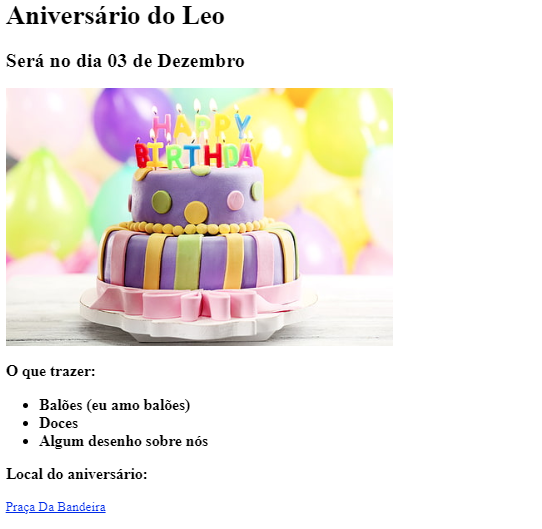 Aniversário do Leo
Será no dia 03 de Dezembro
HAPPY
BIRTHDAY
O que trazer:
Balões (eu amo balões)
Doces
Algum desenho sobre nós
Local do aniversário:
Praça Da Bandeira